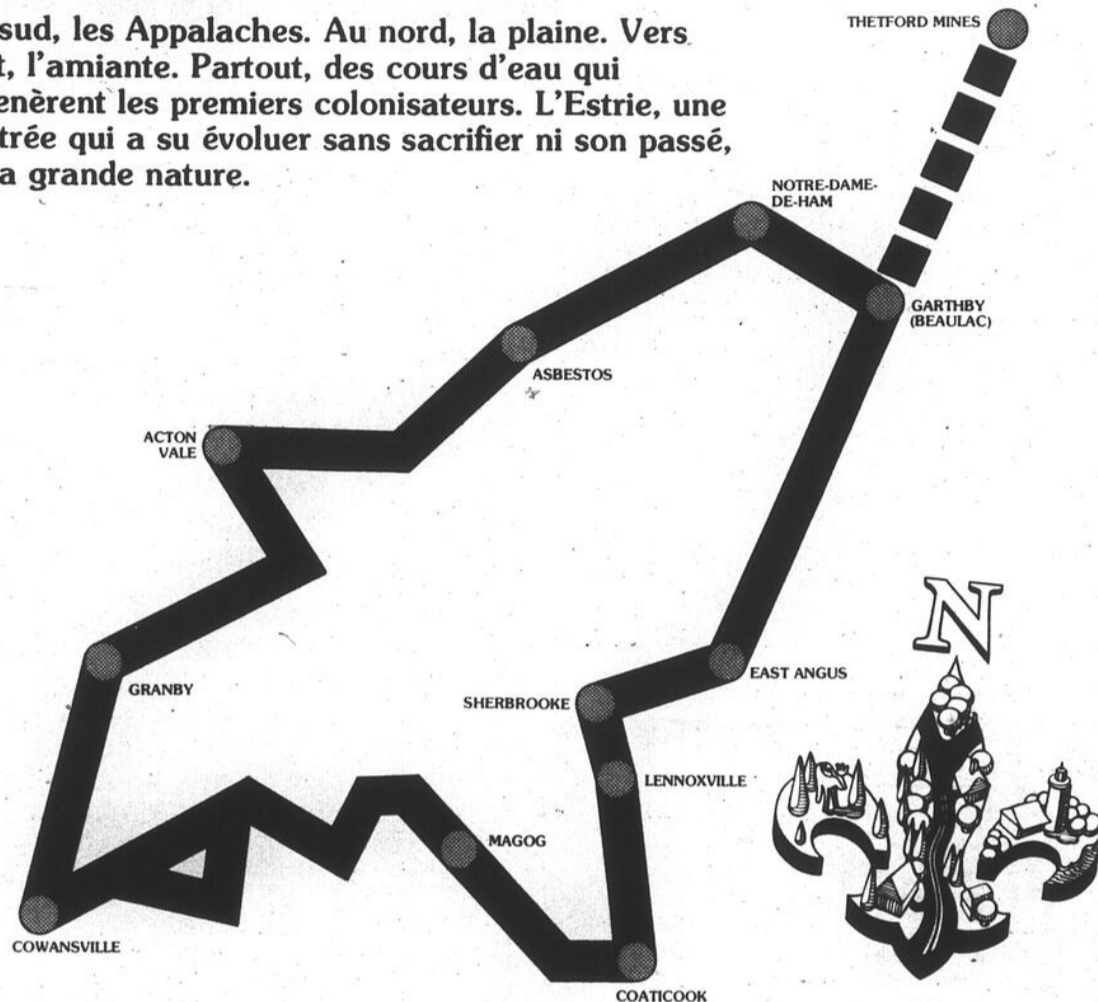 sud, les Appalaches. Au nord, la plaine. Vers
l'amiante. Partout, des cours d'eau qui
les premiers colonisateurs. L'Estrie, une
qui a su évoluer sans sacrifier ni son passé,
a grande nature.
THETFORD MINES
NOTRE-DAME-
DE-HAM
GARTHBY
(BEAULAC)
ASBESTOS
ACTON
VALE
GRANBY
EAST ANGUS
SHERBROOKE
LENNOXVILLE
MAGOG
COWANSVILLE
COATICOOK
N